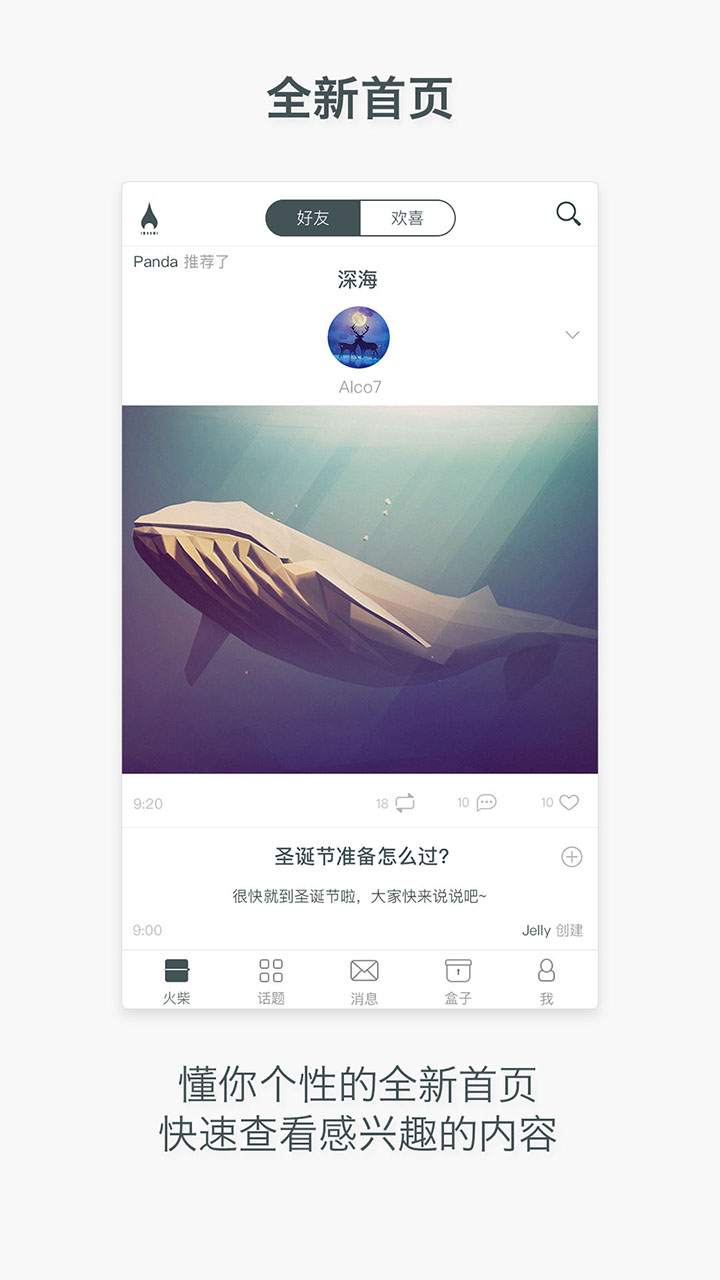 全新首页
好友 欢喜
Panda 推荐了
深海
Alco7
9:20 18 10 10
圣诞节准备怎么过?
很快就到圣诞节啦，大家快来说说吧~
9:00 Jelly 创建
火柴 话题 消息 盒子 我
懂你个性的全新首页
快速查看感兴趣的内容